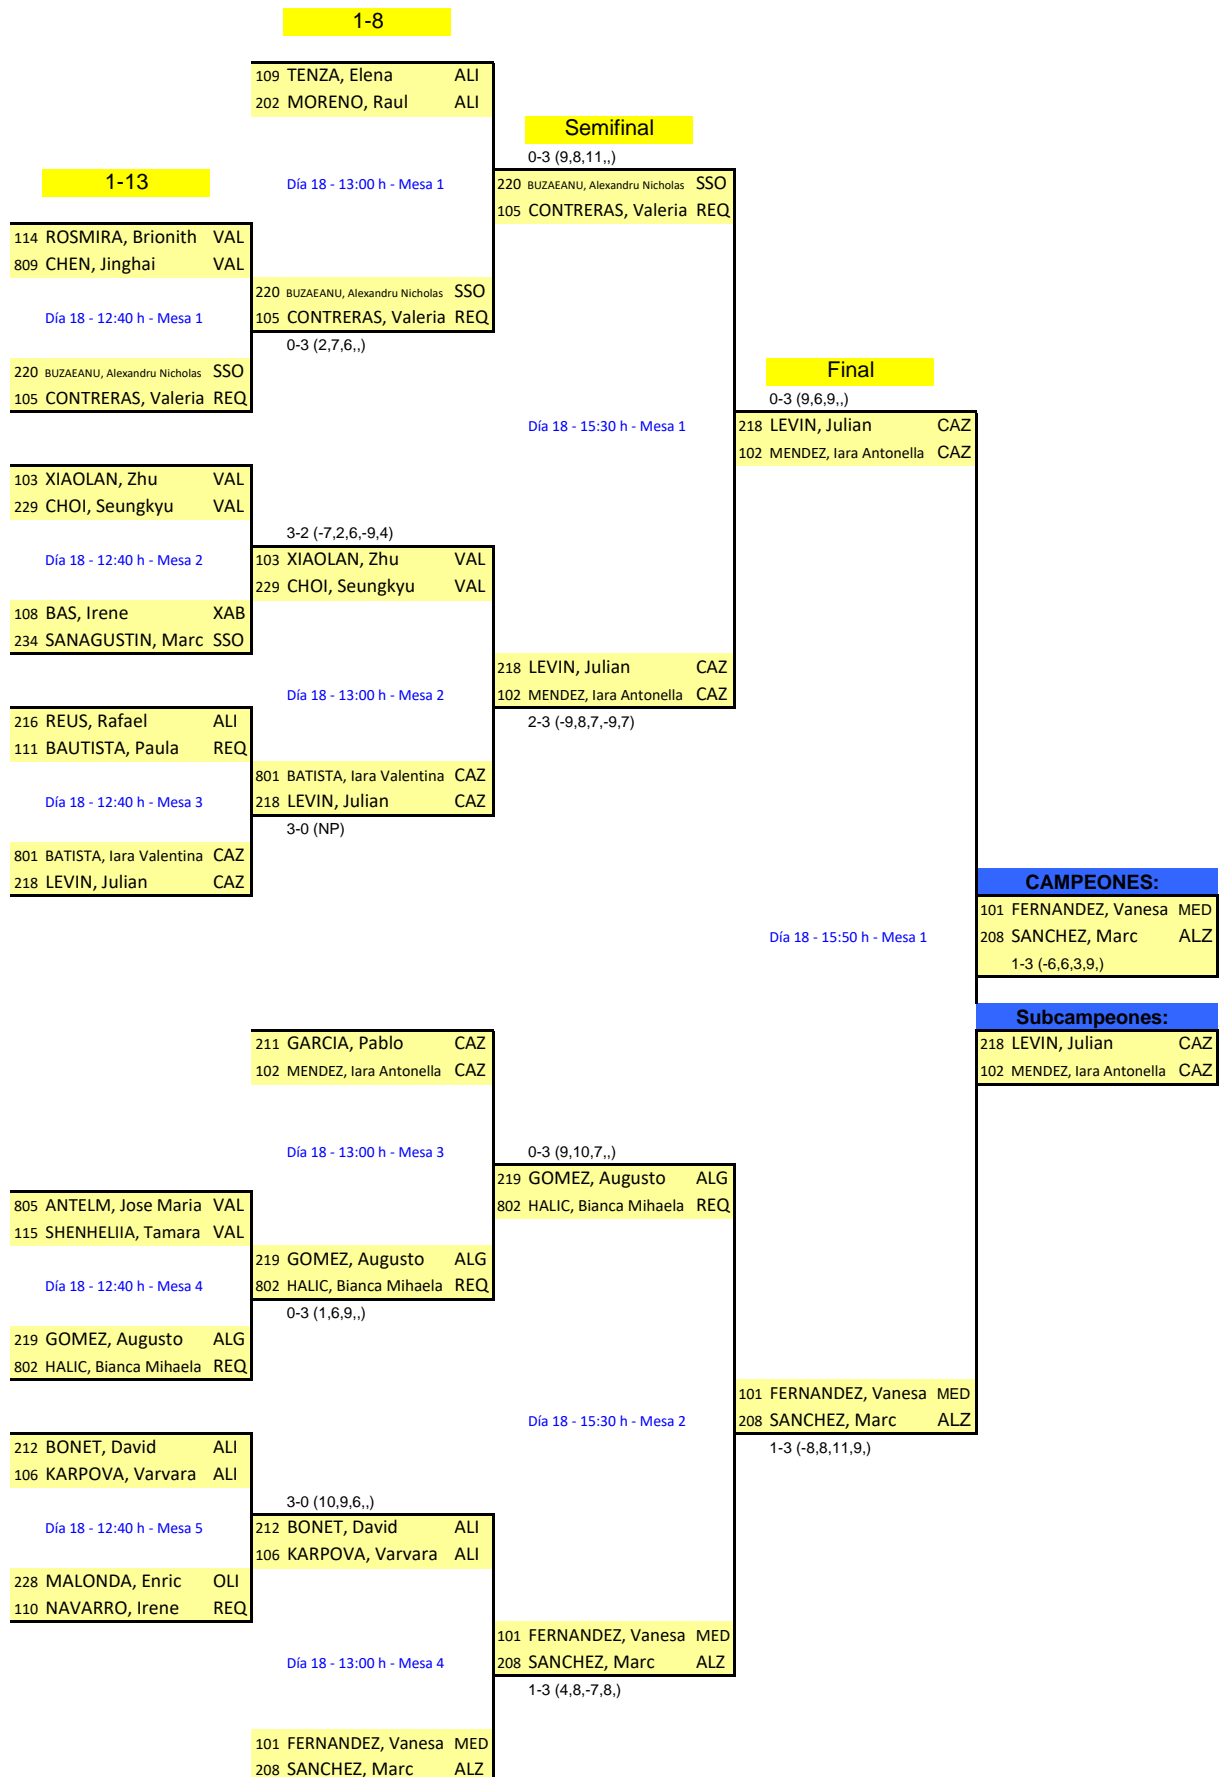 1-8
109 TENZA, Elena ALI
202 MORENO, Raul ALI
Semifinal
0-3 (9,8,11,,)
1-13
Día 18 - 13:00 h - Mesa 1
220 BUZAEANU, Alexandru Nicholas SSO
105 CONTRERAS, Valeria REQ
114 ROSMIRA, Brionith VAL
809 CHEN, Jinghai VAL
220 BUZAEANU, Alexandru Nicholas SSO
Día 18 - 12:40 h - Mesa 1
105 CONTRERAS, Valeria REQ
0-3 (2,7,6,,)
220 BUZAEANU, Alexandru Nicholas SSO
Final
105 CONTRERAS, Valeria REQ
0-3 (9,6,9,,)
Día 18 - 15:30 h - Mesa 1
218 LEVIN, Julian CAZ
102 MENDEZ, Iara Antonella CAZ
103 XIAOLAN, Zhu VAL
229 CHOI, Seungkyu VAL
3-2 (-7,2,6,-9,4)
Día 18 - 12:40 h - Mesa 2
103 XIAOLAN, Zhu VAL
229 CHOI, Seungkyu VAL
108 BAS, Irene XAB
234 SANAGUSTIN, Marc SSO
218 LEVIN, Julian CAZ
Día 18 - 13:00 h - Mesa 2
102 MENDEZ, Iara Antonella CAZ
216 REUS, Rafael ALI
2-3 (-9,8,7,-9,7)
111 BAUTISTA, Paula REQ
801 BATISTA, Iara Valentina CAZ
Día 18 - 12:40 h - Mesa 3
218 LEVIN, Julian CAZ
3-0 (NP)
801 BATISTA, Iara Valentina CAZ
218 LEVIN, Julian CAZ
CAMPEONES:
101 FERNANDEZ, Vanesa MED
Día 18 - 15:50 h - Mesa 1
208 SANCHEZ, Marc ALZ
1-3 (-6,6,3,9,)
Subcampeones:
211 GARCIA, Pablo CAZ
218 LEVIN, Julian CAZ
102 MENDEZ, Iara Antonella CAZ
102 MENDEZ, Iara Antonella CAZ
Día 18 - 13:00 h - Mesa 3
0-3 (9,10,7,,)
219 GOMEZ, Augusto ALG
805 ANTELM, Jose Maria VAL
802 HALIC, Bianca Mihaela REQ
115 SHENHELIIA, Tamara VAL
219 GOMEZ, Augusto ALG
Día 18 - 12:40 h - Mesa 4
802 HALIC, Bianca Mihaela REQ
0-3 (1,6,9,,)
219 GOMEZ, Augusto ALG
802 HALIC, Bianca Mihaela REQ
101 FERNANDEZ, Vanesa MED
Día 18 - 15:30 h - Mesa 2
208 SANCHEZ, Marc ALZ
212 BONET, David ALI
1-3 (-8,8,11,9,)
106 KARPOVA, Varvara ALI
3-0 (10,9,6,,)
Día 18 - 12:40 h - Mesa 5
212 BONET, David ALI
106 KARPOVA, Varvara ALI
228 MALONDA, Enric OLI
110 NAVARRO, Irene REQ
101 FERNANDEZ, Vanesa MED
Día 18 - 13:00 h - Mesa 4
208 SANCHEZ, Marc ALZ
1-3 (4,8,-7,8,)
101 FERNANDEZ, Vanesa MED
208 SANCHEZ, Marc ALZ